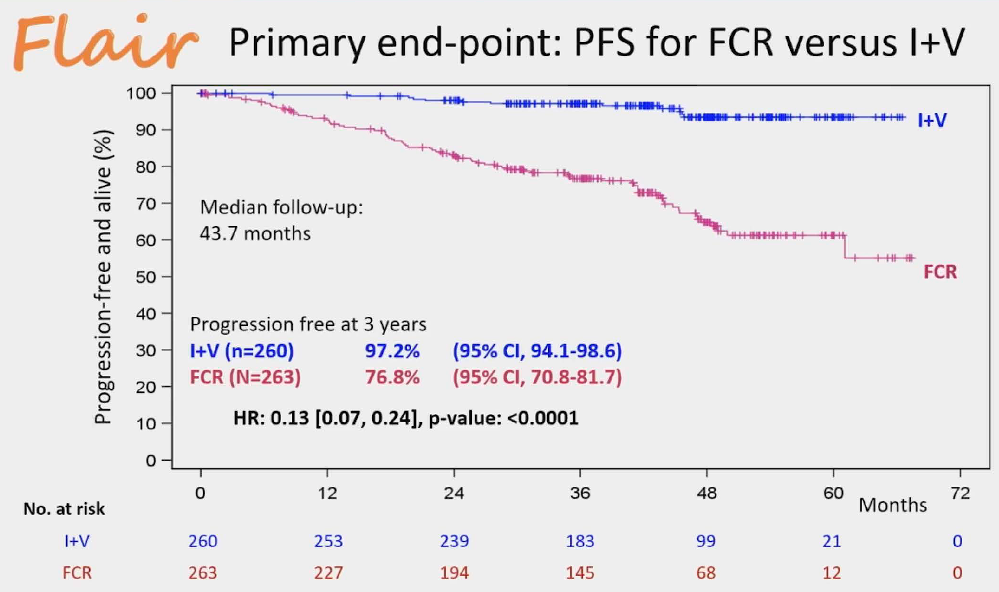 Flair
Primary end-point: PFS for FCR versus I+V
Progression-free and alive (%)
100
90
80
70
60
50
40
30
20
10
0
I+V
FCR
Median follow-up:
43.7 months
Progression free at 3 years
I+V (n=260) 97.2% (95% CI, 94.1-98.6)
FCR (N=263) 76.8% (95% CI, 70.8-81.7)
HR: 0.13 [0.07, 0.24], p-value: <0.0001
0 12 24 36 48 60 72
Months
No. at risk
I+V 260 253 239 183 99 21 0
FCR 263 227 194 145 68 12 0